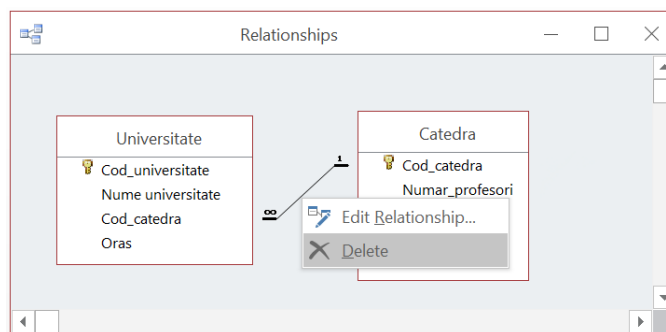 Relationships
Universitate
Cod_universitate
Nume universitate
Cod_catedra
Oras
∞
1
Catedra
Cod_catedra
Numar_profesori
Edit Relationship...
Delete